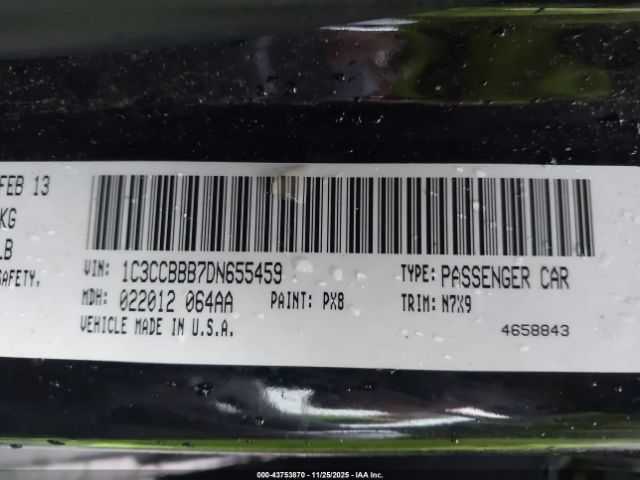 FEB 13
KG
LB
SAFETY,
VIN: 1C3CCBBB7DN655459 TYPE: PASSENGER CAR
MDH: 022012 064AA PAINT: PX8 TRIM: N7X9
VEHICLE MADE IN U.S.A. 4658843
000-43753870 11/25/2025 - IAA Inc.